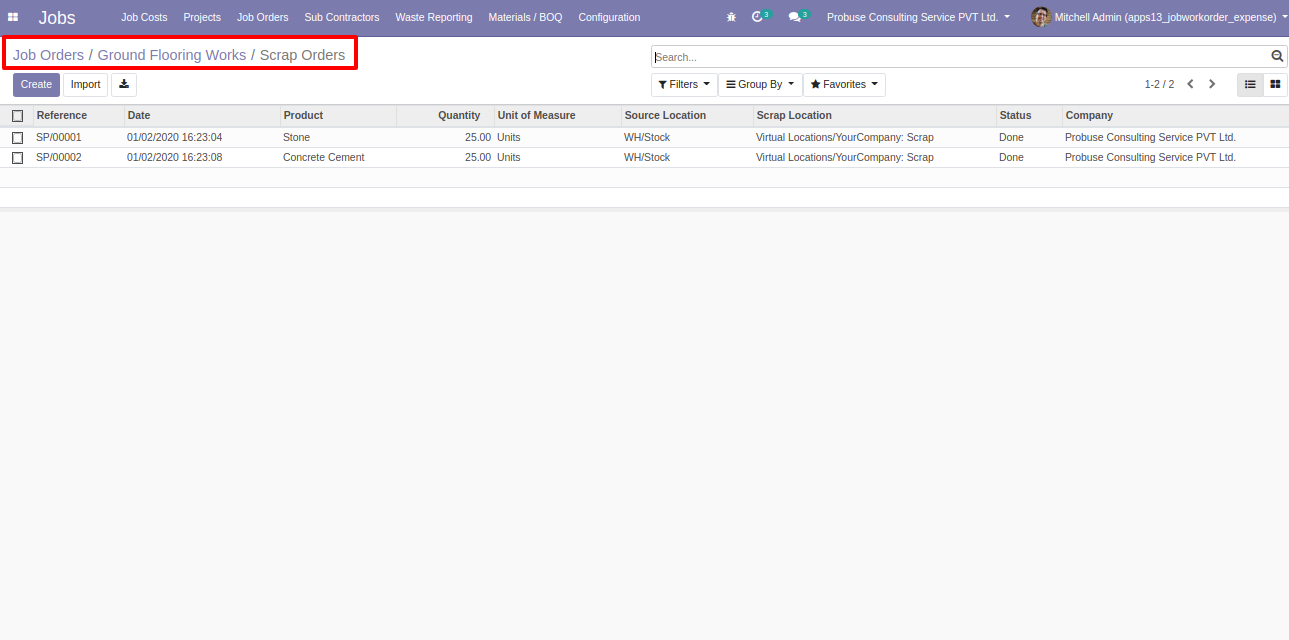 Jobs Job Costs Projects Job Orders Sub Contractors Waste Reporting Materials / BOQ Configuration 3 3 Probuse Consulting Service PVT Ltd. Mitchell Admin (apps13_jobworkorder_expense)
Job Orders / Ground Flooring Works / Scrap Orders
Search...
Create Import Filters Group By Favorites 1-2 / 2
Reference Date Product Quantity Unit of Measure Source Location Scrap Location Status Company
SP/00001 01/02/2020 16:23:04 Stone 25.00 Units WH/Stock Virtual Locations/YourCompany: Scrap Done Probuse Consulting Service PVT Ltd.
SP/00002 01/02/2020 16:23:08 Concrete Cement 25.00 Units WH/Stock Virtual Locations/YourCompany: Scrap Done Probuse Consulting Service PVT Ltd.